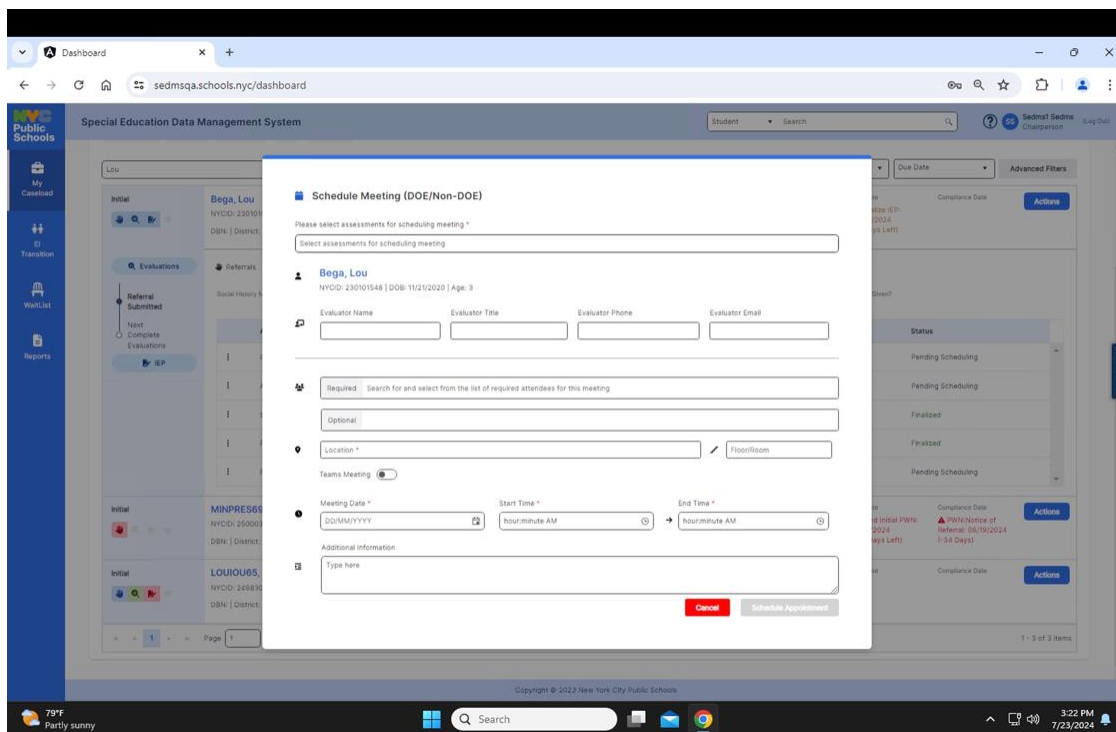 Dashboard
sedmsqa.schools.nyc/dashboard
NYC Public Schools
Special Education Data Management System
Student
Search
Sedms1 Sedms
Chairperson
(Log Out)
My Caseload
EI Transition
WaitList
Reports
Lou
Due Date
Advanced Filters
Initial
Bega, Lou
NYCID: 230101
DBN: | District:
Compliance Date
Actions
Evaluations
Referrals
Social History
Referral Submitted
Next
Complete Evaluations
IEP
Status
Pending Scheduling
Pending Scheduling
Finalized
Finalized
Pending Scheduling
Schedule Meeting (DOE/Non-DOE)
Please select assessments for scheduling meeting *
Select assessments for scheduling meeting
Bega, Lou
NYCID: 230101548 | DOB: 11/21/2020 | Age: 3
Evaluator Name
Evaluator Title
Evaluator Phone
Evaluator Email
Required Search for and select from the list of required attendees for this meeting
Optional
Location *
Floor/Room
Teams Meeting
Meeting Date *
Start Time *
End Time *
DD/MM/YYYY
hour:minute AM
hour:minute AM
Additional Information
Type here
Cancel
Schedule Appointment
Initial
MINPRES69
NYCID: 250003
DBN: | District:
PWN:Notice of Referral: 06/19/2024
(-34 Days)
Compliance Date
Actions
Initial
LOUIOU65,
NYCID: 249830
DBN: | District:
Compliance Date
Actions
1
Page 1
1 - 3 of 3 items
Copyright © 2023 New York City Public Schools
79°F
Partly sunny
Search
3:22 PM
7/23/2024